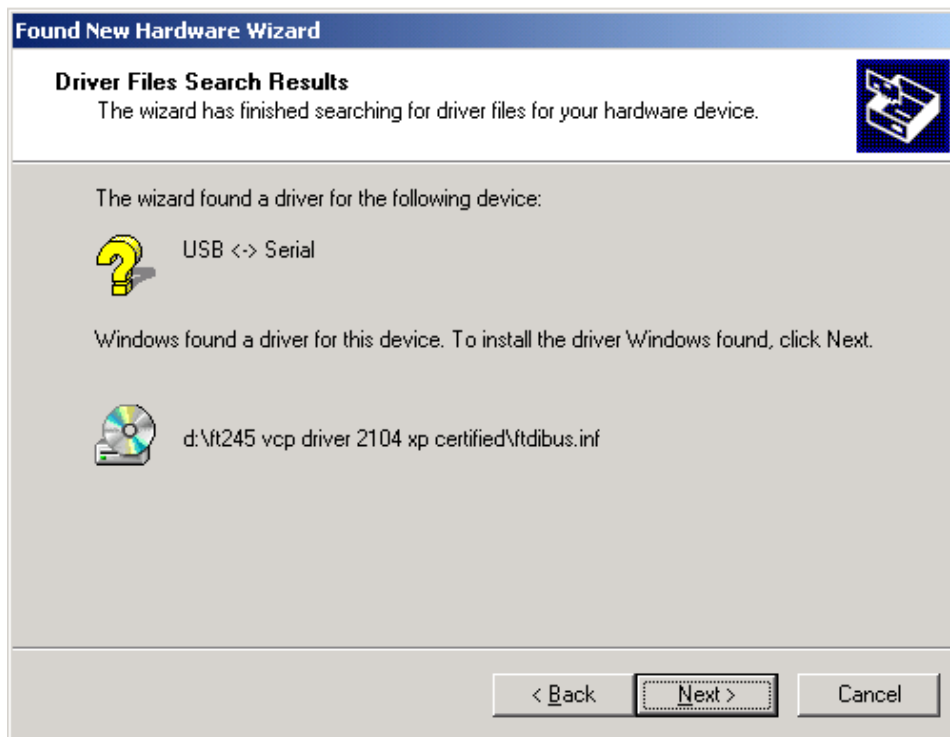 Found New Hardware Wizard
Driver Files Search Results
The wizard has finished searching for driver files for your hardware device.
The wizard found a driver for the following device:
USB <-> Serial
Windows found a driver for this device. To install the driver Windows found, click Next.
d:\ft245 vcp driver 2104 xp certified\ftdibus.inf
< Back
Next >
Cancel